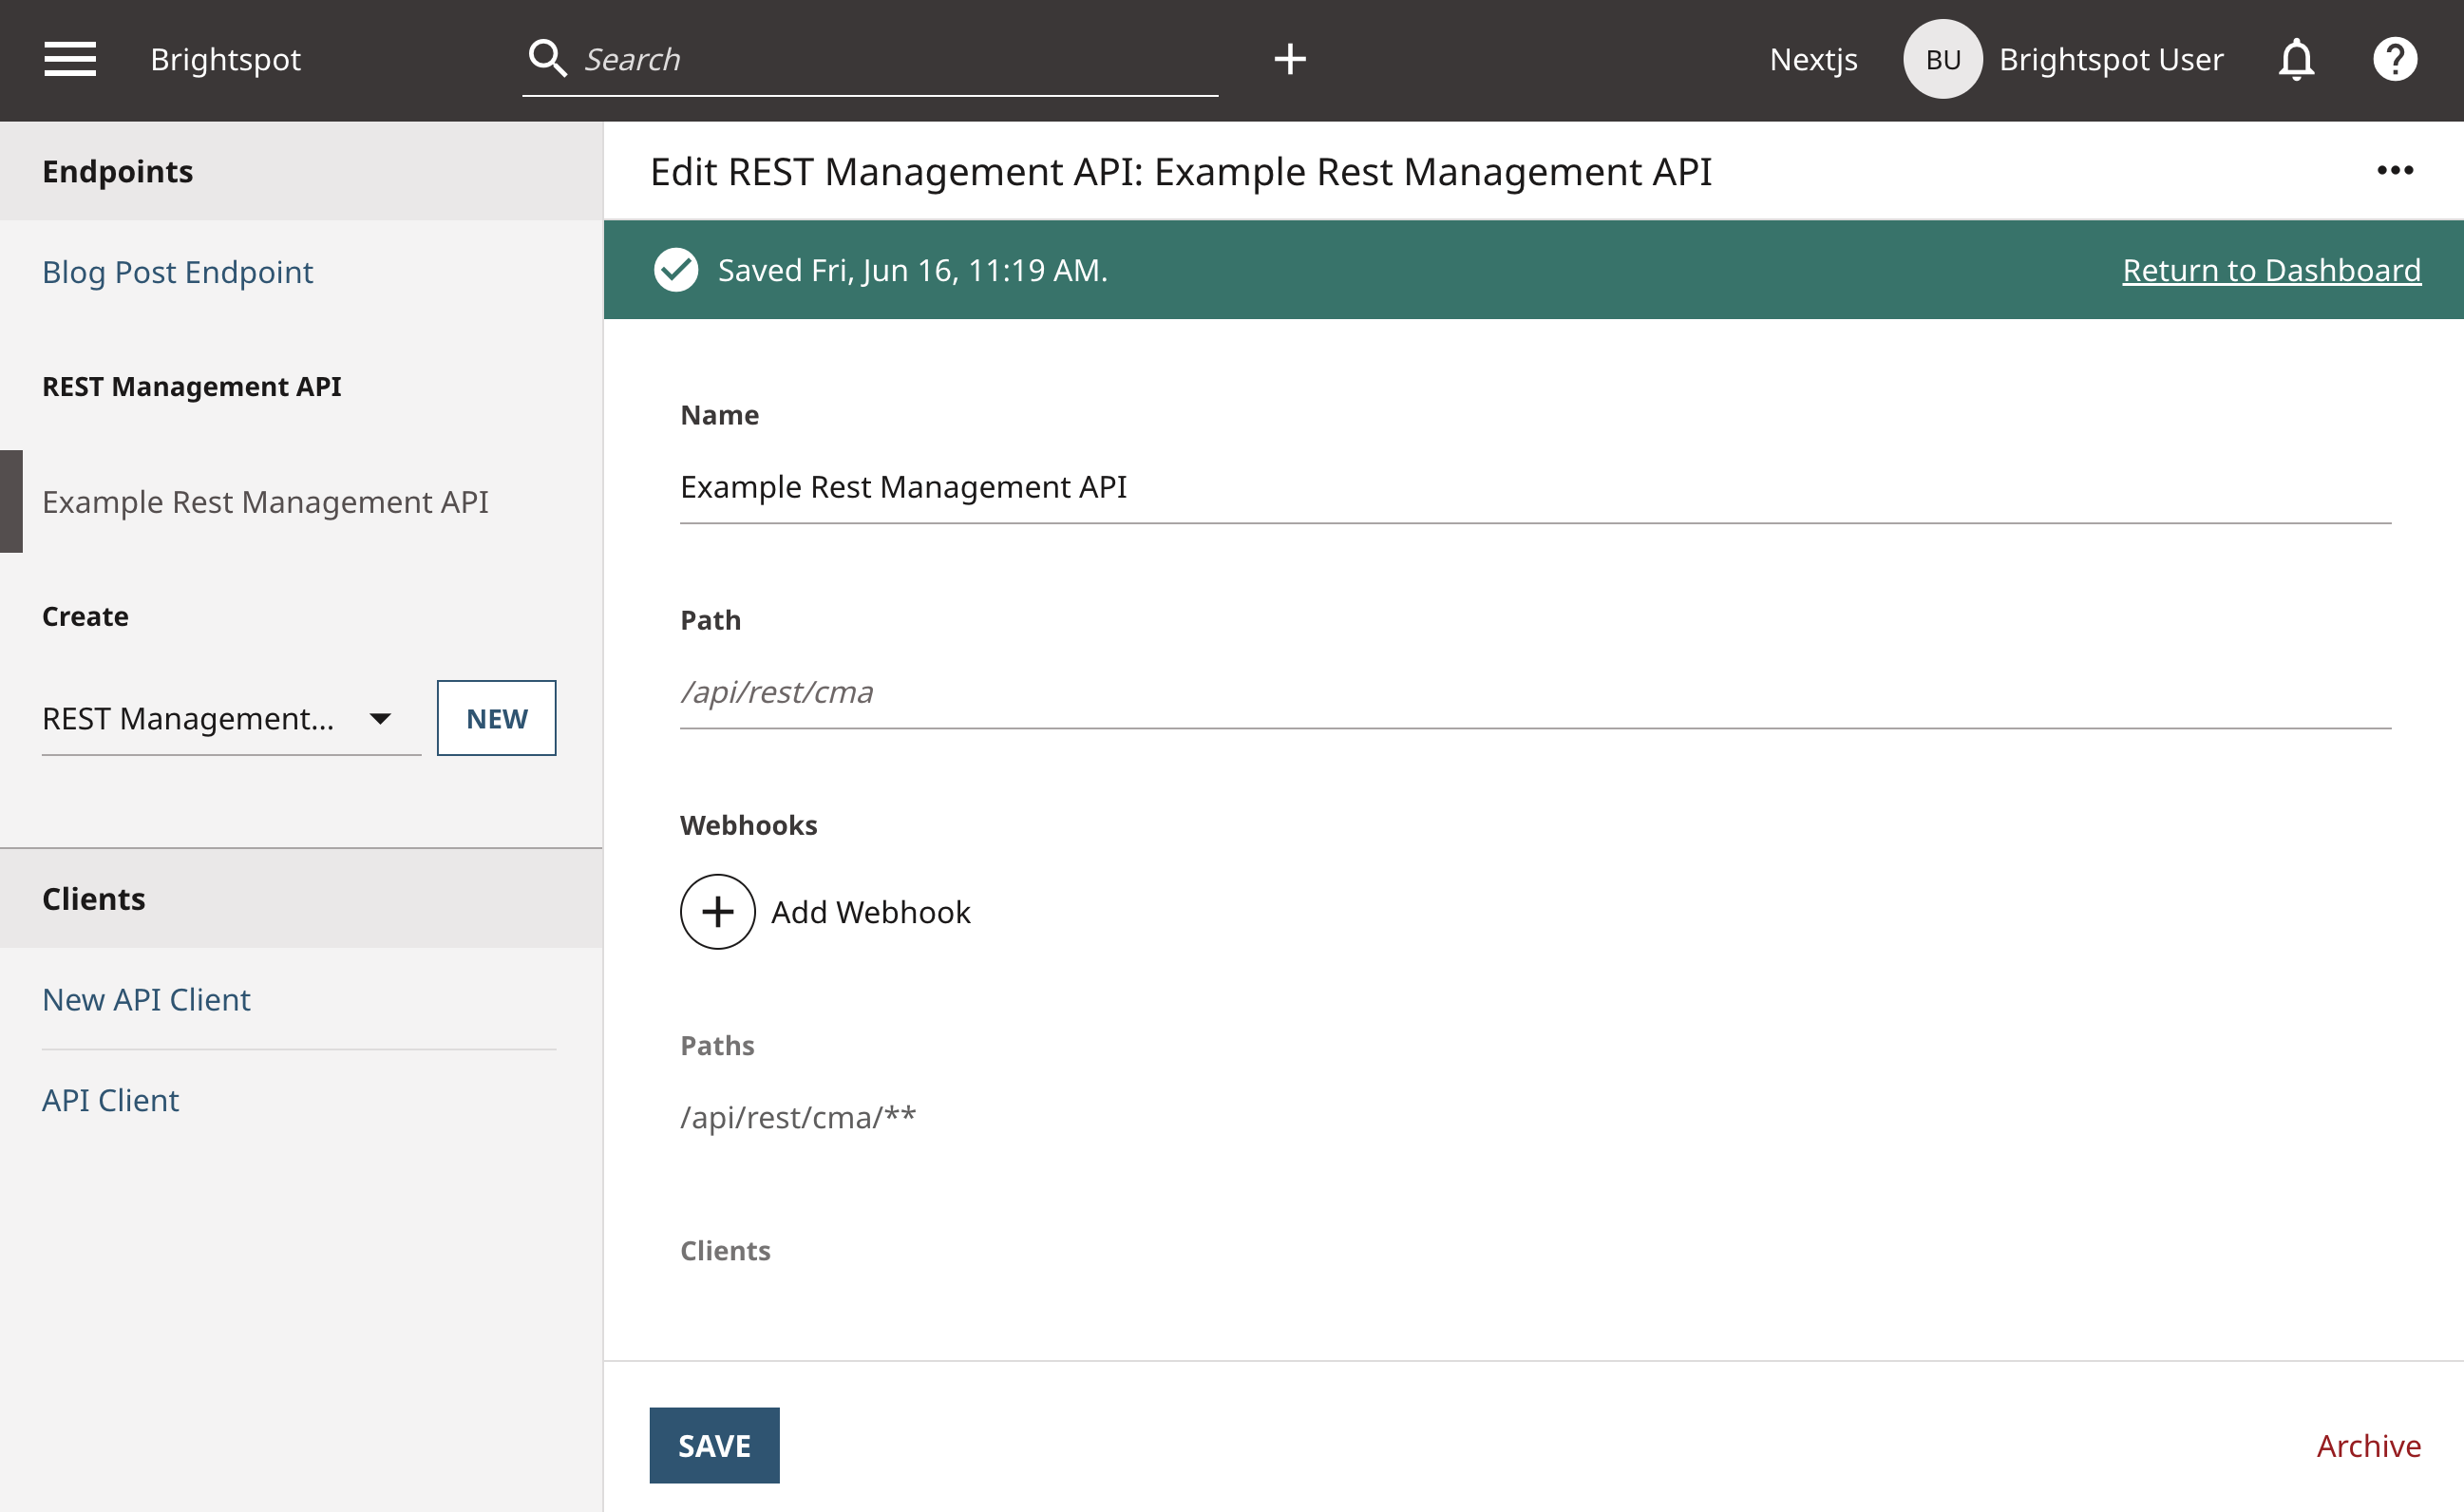 Brightspot
Search
Nextjs
BU
Brightspot User
Endpoints
Blog Post Endpoint
REST Management API
Example Rest Management API
Create
REST Management...
NEW
Clients
New API Client
API Client
Edit REST Management API: Example Rest Management API
Saved Fri, Jun 16, 11:19 AM.
Return to Dashboard
Name
Example Rest Management API
Path
/api/rest/cma
Webhooks
Add Webhook
Paths
/api/rest/cma/**
Clients
SAVE
Archive